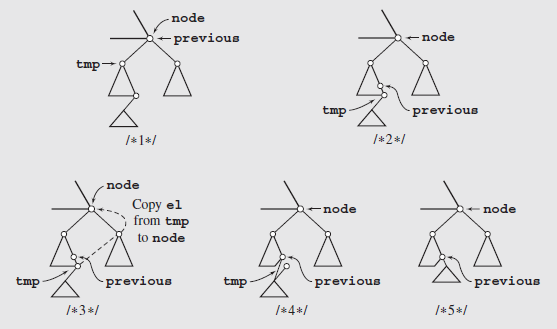 node
previous
tmp
/*1*/
node
tmp
previous
/*2*/
node
Copy el
from tmp
to node
tmp
previous
/*3*/
node
tmp
previous
/*4*/
node
previous
/*5*/